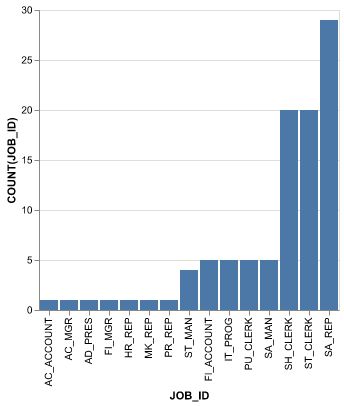 COUNT(JOB_ID)
30
25
20
15
10
5
0
AC_ACCOUNT
AC_MGR
AD_PRES
FI_MGR
HR_REP
MK_REP
PR_REP
ST_MAN
FI_ACCOUNT
IT_PROG
PU_CLERK
SA_MAN
SH_CLERK
ST_CLERK
SA_REP
JOB_ID